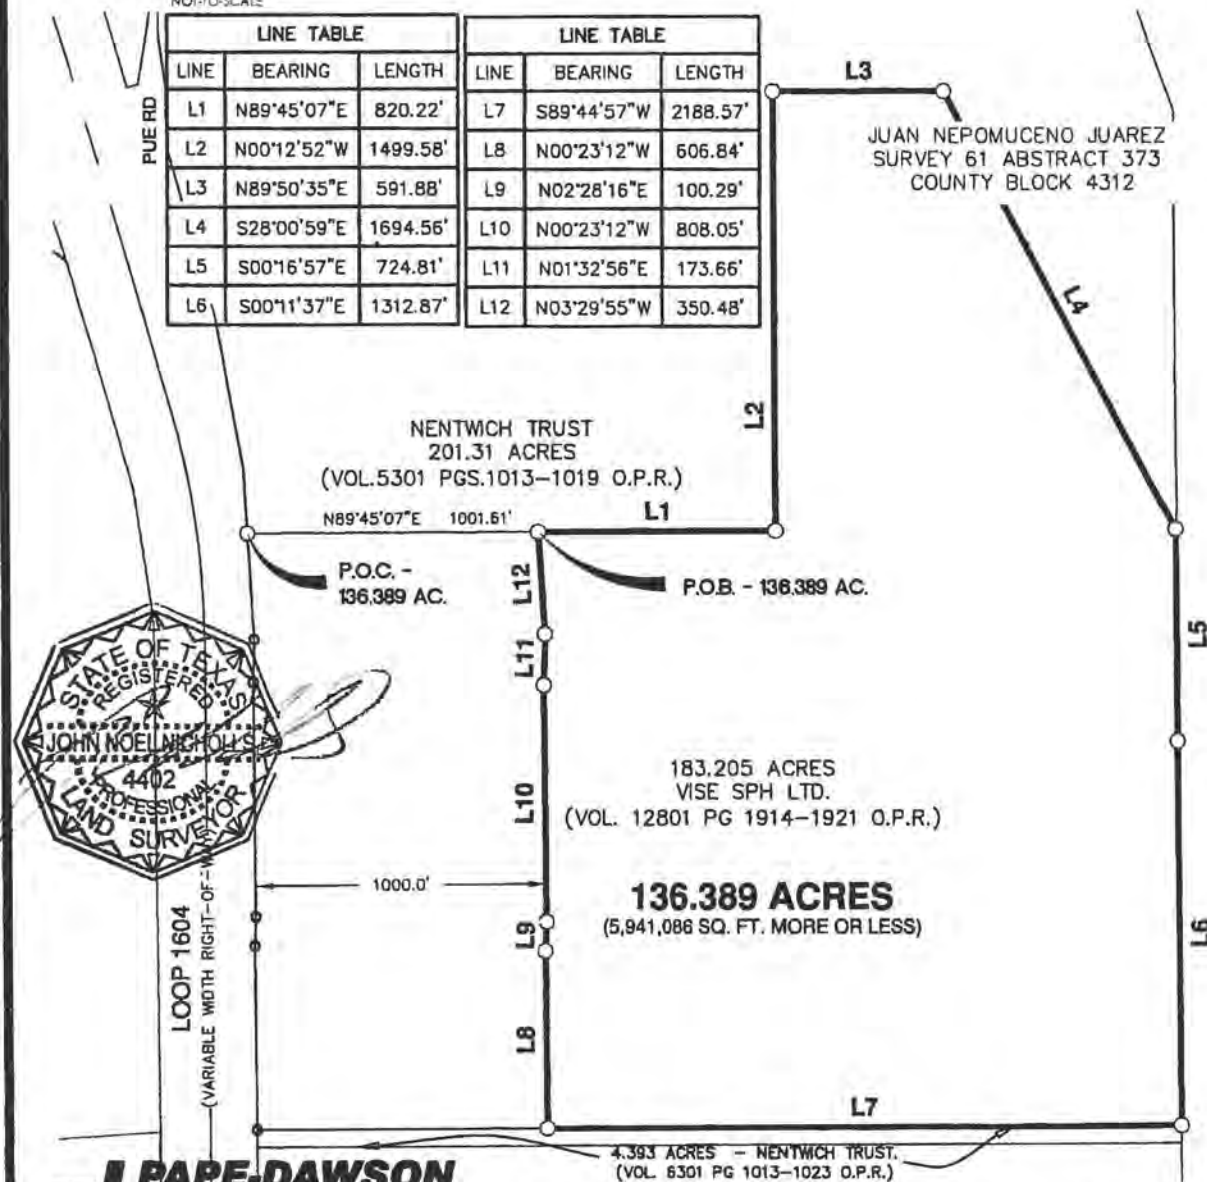 NOT-TO-SCALE
LINE TABLE
LINE BEARING LENGTH
L1 N89°45'07"E 820.22'
L2 N00°12'52"W 1499.58'
L3 N89°50'35"E 591.88'
L4 S28°00'59"E 1694.56'
L5 S00°16'57"E 724.81'
L6 S00°11'37"E 1312.87'
LINE TABLE
LINE BEARING LENGTH
L7 S89°44'57"W 2188.57'
L8 N00°23'12"W 606.84'
L9 N02°28'16"E 100.29'
L10 N00°23'12"W 808.05'
L11 N01°32'56"E 173.66'
L12 N03°29'55"W 350.48'
PUE RD
L3
JUAN NEPOMUCENO JUAREZ
SURVEY 61 ABSTRACT 373
COUNTY BLOCK 4312
L4
L2
NENTWICH TRUST
201.31 ACRES
(VOL.5301 PGS.1013-1019 O.P.R.)
N89°45'07"E 1001.61'
L1
P.O.C. -
136.389 AC.
P.O.B. - 136.389 AC.
L12
L11
L5
STATE OF TEXAS
REGISTERED
JOHN NOEL NICHOLLS
4402
PROFESSIONAL
LAND SURVEYOR
L10
183.205 ACRES
VISE SPH LTD.
(VOL. 12801 PG 1914-1921 O.P.R.)
1000.0'
136.389 ACRES
(5,941,086 SQ. FT. MORE OR LESS)
L9
L6
LOOP 1604
(VARIABLE WIDTH RIGHT-OF-WAY)
L8
L7
4.393 ACRES - NENTWICH TRUST.
(VOL. 6301 PG 1013-1023 O.P.R.)
PAPE-DAWSON